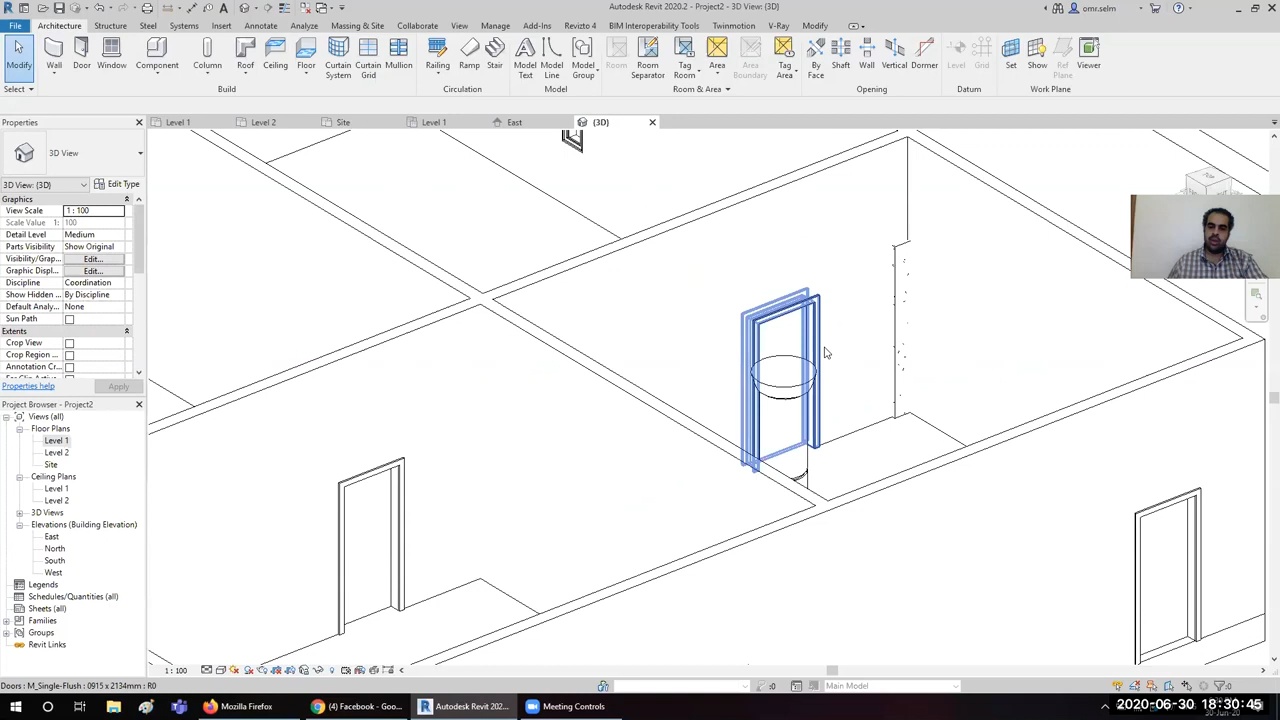 Autodesk Revit 2020.2 - Project2 - 3D View: {3D}
omr.selm
File Architecture Structure Steel Systems Insert Annotate Analyze Massing & Site Collaborate View Manage Add-Ins Revizto 4 BIM Interoperability Tools Twinmotion V-Ray Modify
Modify Wall Door Window Component Column Roof Ceiling Floor Curtain System Curtain Grid Mullion Railing Ramp Stair Model Text Model Line Model Group Room Room Separator Tag Room Area Area Boundary Tag Area By Face Shaft Wall Vertical Dormer Level Grid Set Show Ref Plane Viewer
Select Build Circulation Model Room & Area Opening Datum Work Plane
Properties
Level 1 Level 2 Site Level 1 East {3D}
3D View
3D View: {3D} Edit Type
Graphics
View Scale 1 : 100
Scale Value 1: 100
Detail Level Medium
Parts Visibility Show Original
Visibility/Grap... Edit...
Graphic Displ... Edit...
Discipline Coordination
Show Hidden ... By Discipline
Default Analy... None
Sun Path
Extents
Crop View
Crop Region ...
Annotation Cr...
Properties help Apply
Project Browser - Project2
Views (all)
Floor Plans
Level 1
Level 2
Site
Ceiling Plans
Level 1
Level 2
3D Views
Elevations (Building Elevation)
East
North
South
West
Legends
Schedules/Quantities (all)
Sheets (all)
Families
Groups
Revit Links
1 : 100
Doors : M_Single-Flush : 0915 x 2134mm : R0
:0 Main Model :0
Mozilla Firefox (4) Facebook - Goo... Autodesk Revit 202... Meeting Controls
2020-06-30 18:30:45